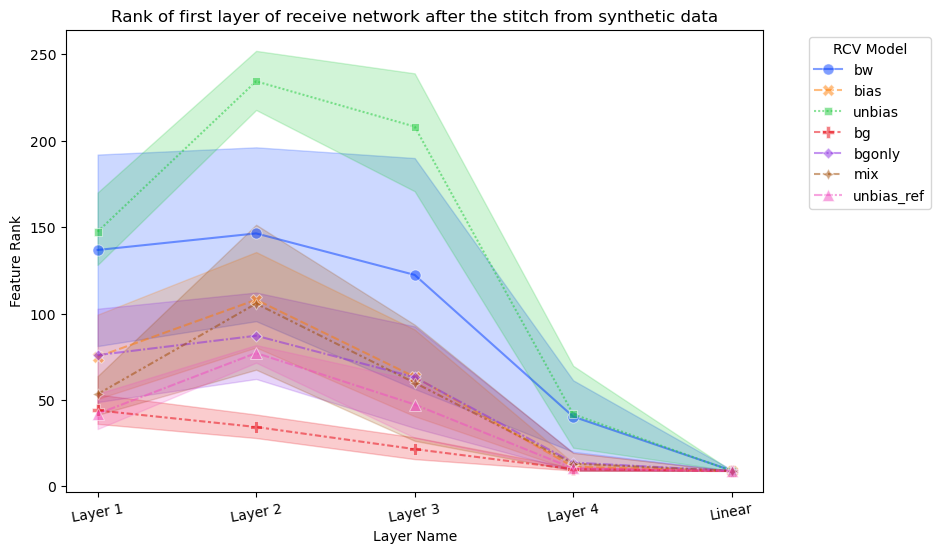 Rank of first layer of receive network after the stitch from synthetic data
RCV Model
bw
bias
unbias
bg
bgonly
mix
unbias_ref
Feature Rank
250
200
150
100
50
0
Layer 1
Layer 2
Layer 3
Layer 4
Linear
Layer Name